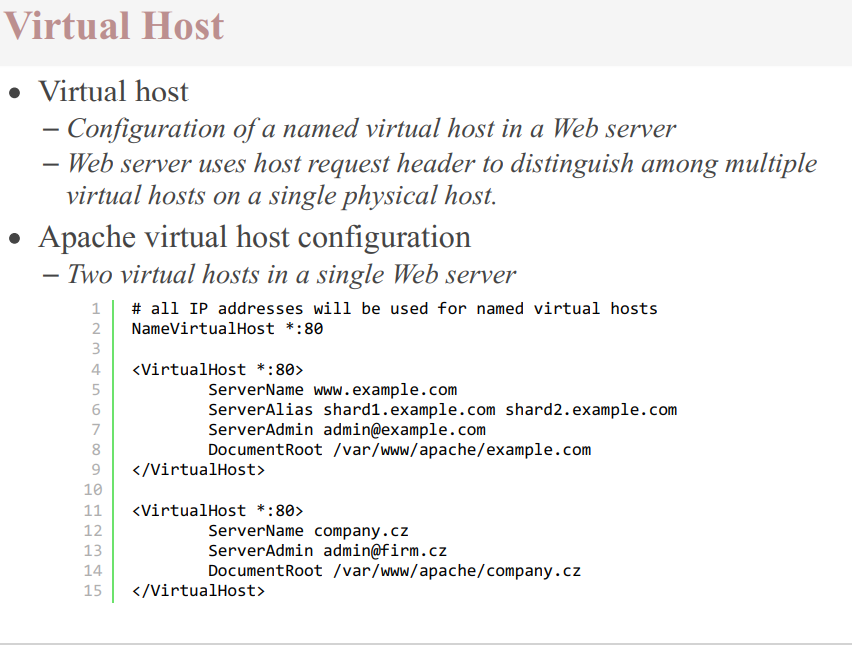 Virtual Host
• Virtual host
– Configuration of a named virtual host in a Web server
– Web server uses host request header to distinguish among multiple
virtual hosts on a single physical host.
• Apache virtual host configuration
– Two virtual hosts in a single Web server
1 # all IP addresses will be used for named virtual hosts
2 NameVirtualHost *:80
3
4 <VirtualHost *:80>
5 ServerName www.example.com
6 ServerAlias shard1.example.com shard2.example.com
7 ServerAdmin admin@example.com
8 DocumentRoot /var/www/apache/example.com
9 </VirtualHost>
10
11 <VirtualHost *:80>
12 ServerName company.cz
13 ServerAdmin admin@firm.cz
14 DocumentRoot /var/www/apache/company.cz
15 </VirtualHost>